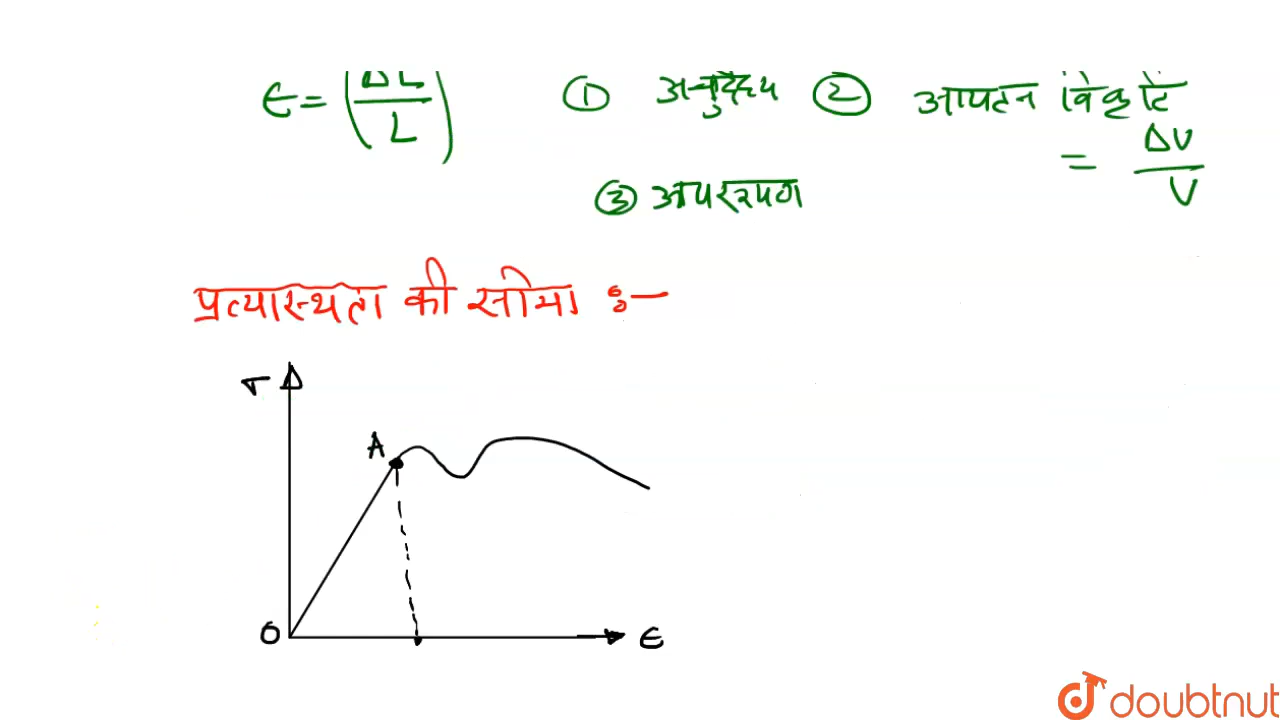 ϵ = (ΔL/L) ① अनुदैर्ध्य ② आयतन विकृति
= ΔV/V
③ अपरूपण
प्रत्यास्थता की सीमा :-
σ
A
O ϵ
doubtnut